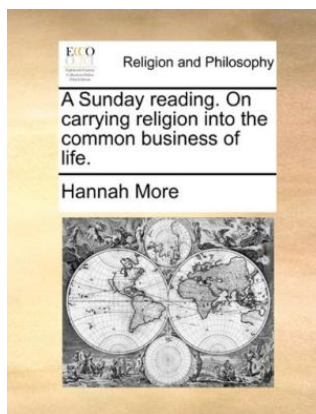 ECCO
Religion and Philosophy
A Sunday reading. On
carrying religion into the
common business of
life.
Hannah More